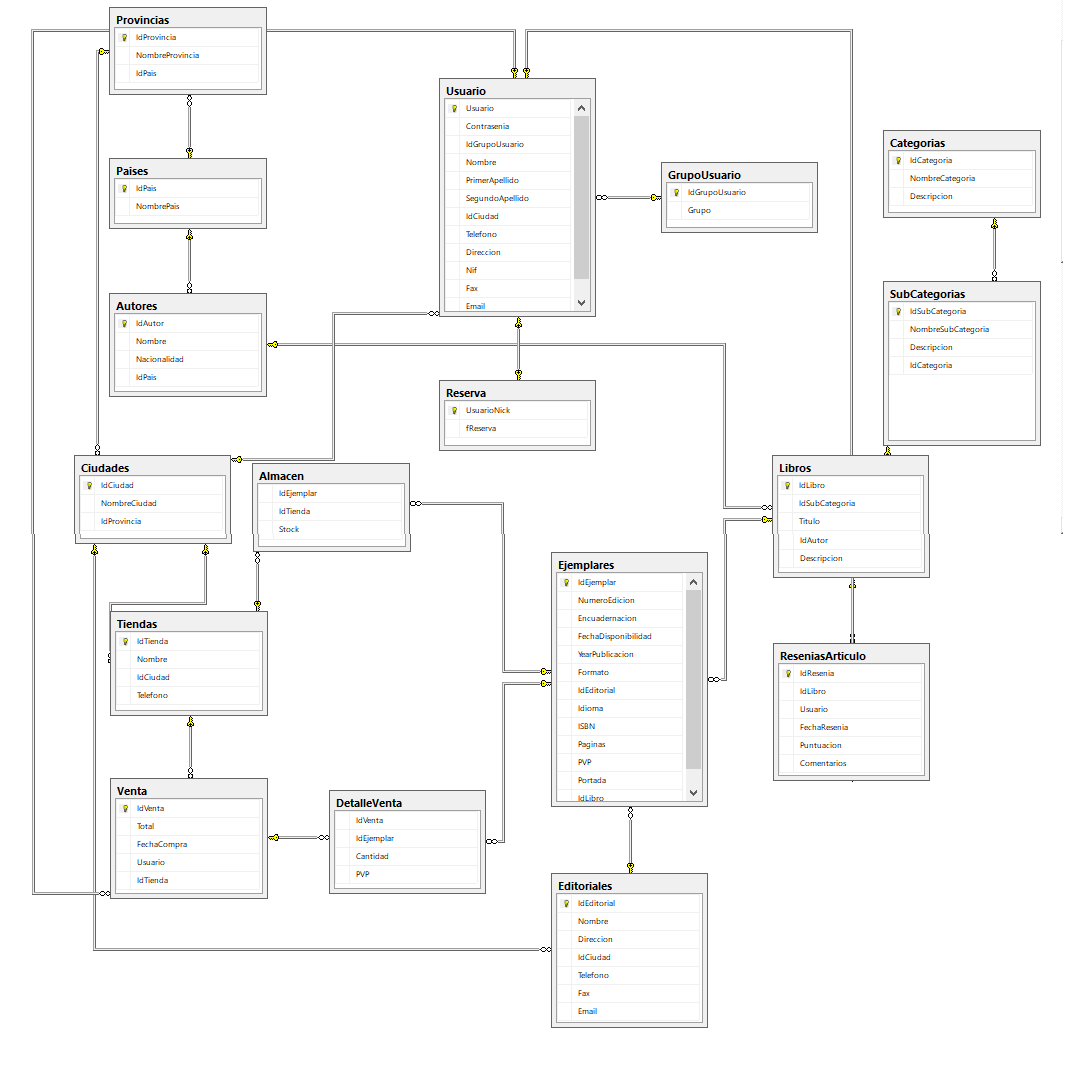 Provincias
IdProvincia
NombreProvincia
IdPais
Paises
IdPais
NombrePais
Autores
IdAutor
Nombre
Nacionalidad
IdPais
Usuario
Usuario
Contrasenia
IdGrupoUsuario
Nombre
PrimerApellido
SegundoApellido
IdCiudad
Telefono
Direccion
Nif
Fax
Email
GrupoUsuario
IdGrupoUsuario
Grupo
Categorias
IdCategoria
NombreCategoria
Descripcion
SubCategorias
IdSubCategoria
NombreSubCategoria
Descripcion
IdCategoria
Reserva
UsuarioNick
fReserva
Ciudades
IdCiudad
NombreCiudad
IdProvincia
Almacen
IdEjemplar
IdTienda
Stock
Libros
IdLibro
IdSubCategoria
Titulo
IdAutor
Descripcion
Ejemplares
IdEjemplar
NumeroEdicion
Encuadernacion
FechaDisponibilidad
YearPublicacion
Formato
IdEditorial
Idioma
ISBN
Paginas
PVP
Portada
IdLibro
Tiendas
IdTienda
Nombre
IdCiudad
Telefono
ReseniasArticulo
IdResenia
IdLibro
Usuario
FechaResenia
Puntuacion
Comentarios
Venta
IdVenta
Total
FechaCompra
Usuario
IdTienda
DetalleVenta
IdVenta
IdEjemplar
Cantidad
PVP
Editoriales
IdEditorial
Nombre
Direccion
IdCiudad
Telefono
Fax
Email